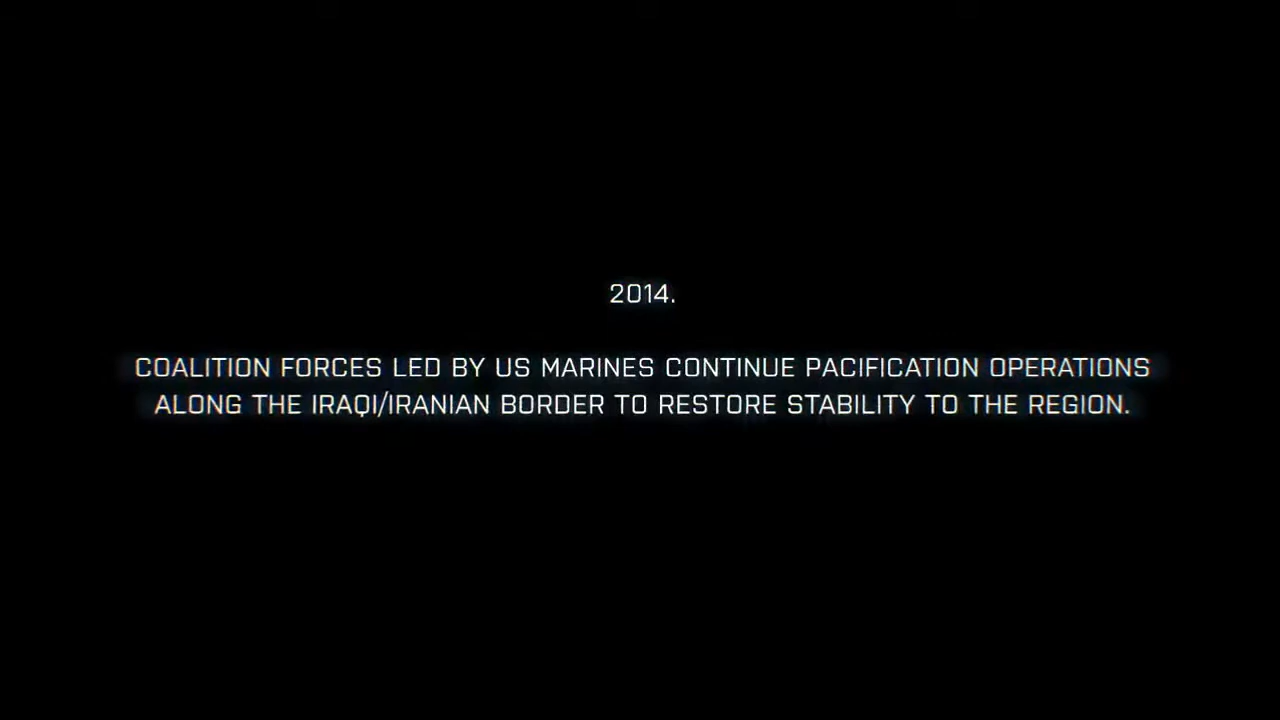 2014.
COALITION FORCES LED BY US MARINES CONTINUE PACIFICATION OPERATIONS
ALONG THE IRAQI/IRANIAN BORDER TO RESTORE STABILITY TO THE REGION.